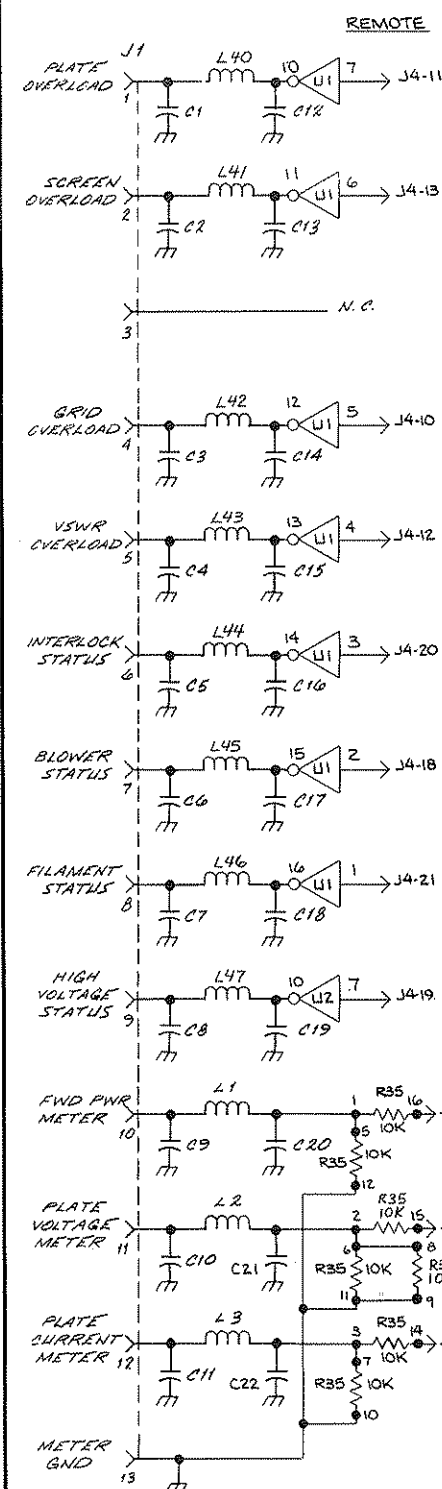 REMOTE
J1
PLATE OVERLOAD
1
C1
L40
C12
10
U1
7
J4-11
SCREEN OVERLOAD
2
C2
L41
C13
11
U1
6
J4-13
3
N.C.
GRID OVERLOAD
4
C3
L42
C14
12
U1
5
J4-10
VSWR OVERLOAD
5
C4
L43
C15
13
U1
4
J4-12
INTERLOCK STATUS
6
C5
L44
C16
14
U1
3
J4-20
BLOWER STATUS
7
C6
L45
C17
15
U1
2
J4-18
FILAMENT STATUS
8
C7
L46
C18
16
U1
1
J4-21
HIGH VOLTAGE STATUS
9
C8
L47
C19
10
U2
7
J4-19
FWD PWR METER
10
C9
L1
C20
1
R35
16
10K
5
R35
10K
12
PLATE VOLTAGE METER
11
C10
L2
C21
2
R35
10K
15
6
8
R35
10K
11
9
PLATE CURRENT METER
12
C11
L3
C22
3
R35
14
10K
7
R35
10K
10
METER GND
13